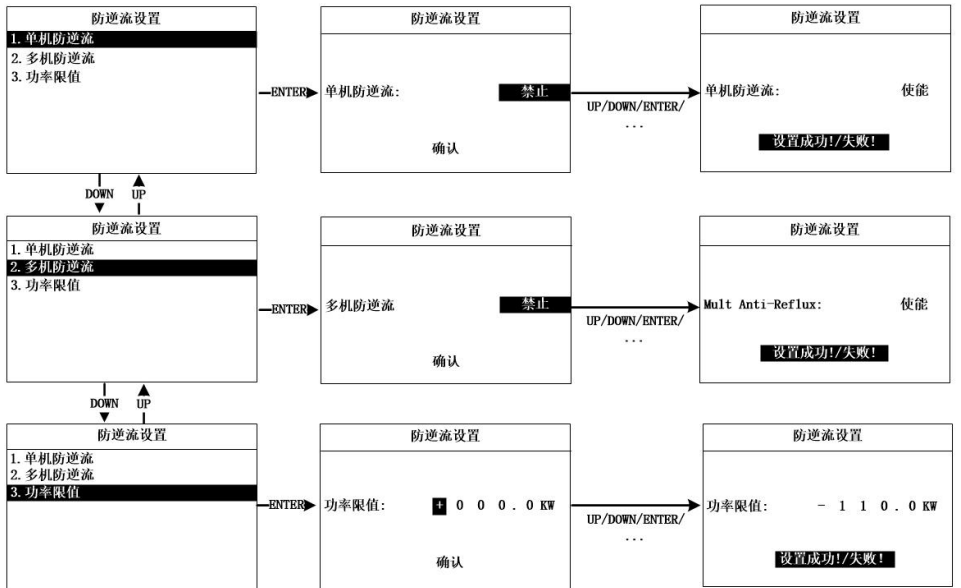 防逆流设置
1. 单机防逆流
2. 多机防逆流
3. 功率限值
ENTER
防逆流设置
单机防逆流: 禁止
确认
UP/DOWN/ENTER/
...
防逆流设置
单机防逆流: 使能
设置成功!/失败!
DOWN UP
防逆流设置
1. 单机防逆流
2. 多机防逆流
3. 功率限值
ENTER
防逆流设置
多机防逆流 禁止
确认
UP/DOWN/ENTER/
...
防逆流设置
Mult Anti-Reflux: 使能
设置成功!/失败!
DOWN UP
防逆流设置
1. 单机防逆流
2. 多机防逆流
3. 功率限值
ENTER
防逆流设置
功率限值: + 0 0 0 . 0 KW
确认
UP/DOWN/ENTER/
...
防逆流设置
功率限值: - 1 1 0 . 0 KW
设置成功!/失败!